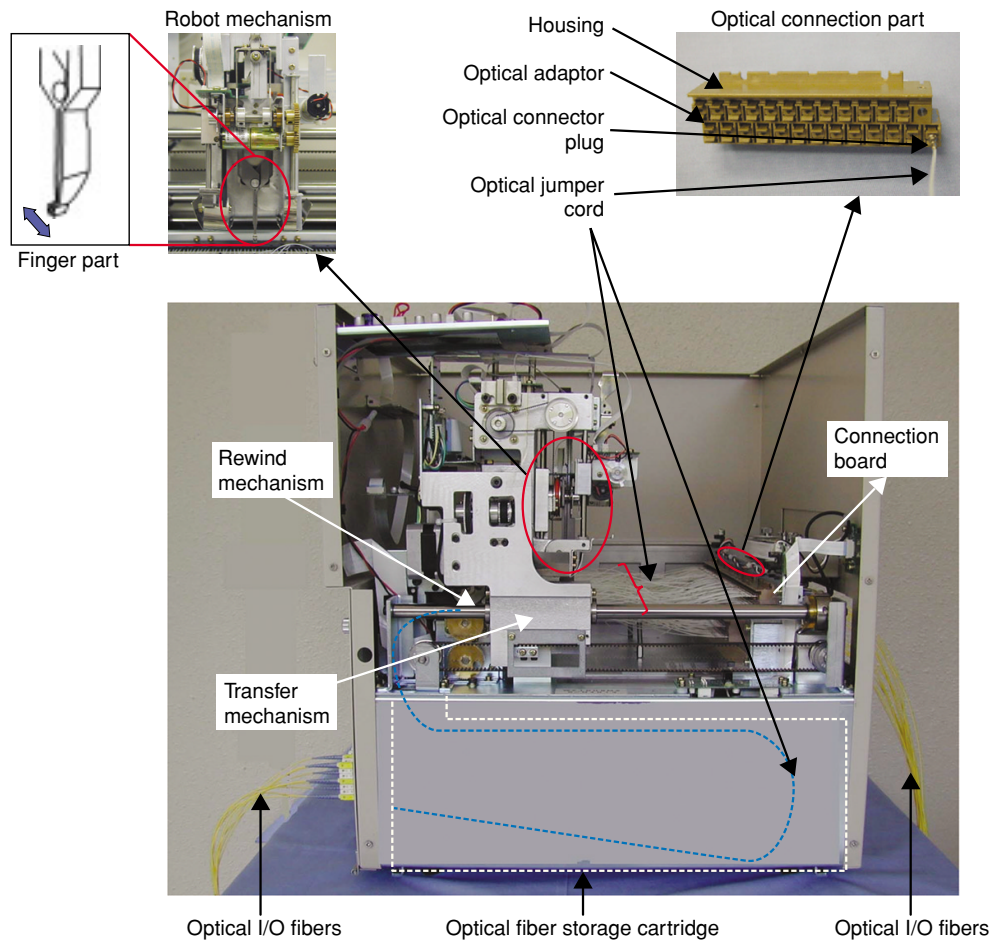 Robot mechanism
Finger part
Optical connection part
Housing
Optical adaptor
Optical connector
plug
Optical jumper
cord
Rewind
mechanism
Connection
board
Transfer
mechanism
Optical I/O fibers
Optical fiber storage cartridge
Optical I/O fibers